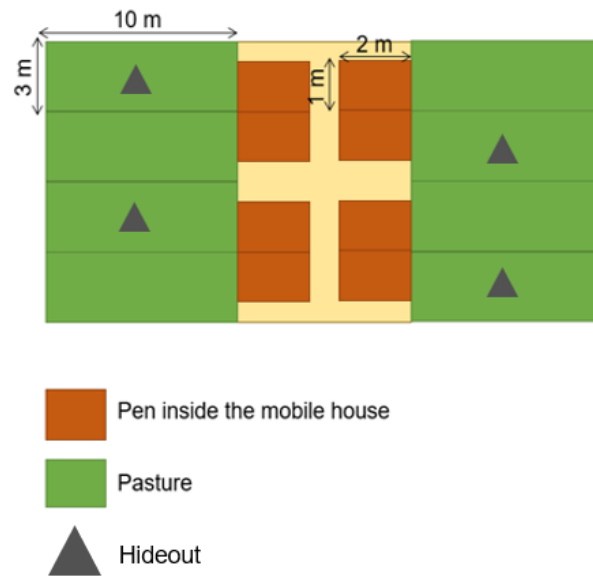 10 m
3 m
2 m
1 m
Pen inside the mobile house
Pasture
Hideout